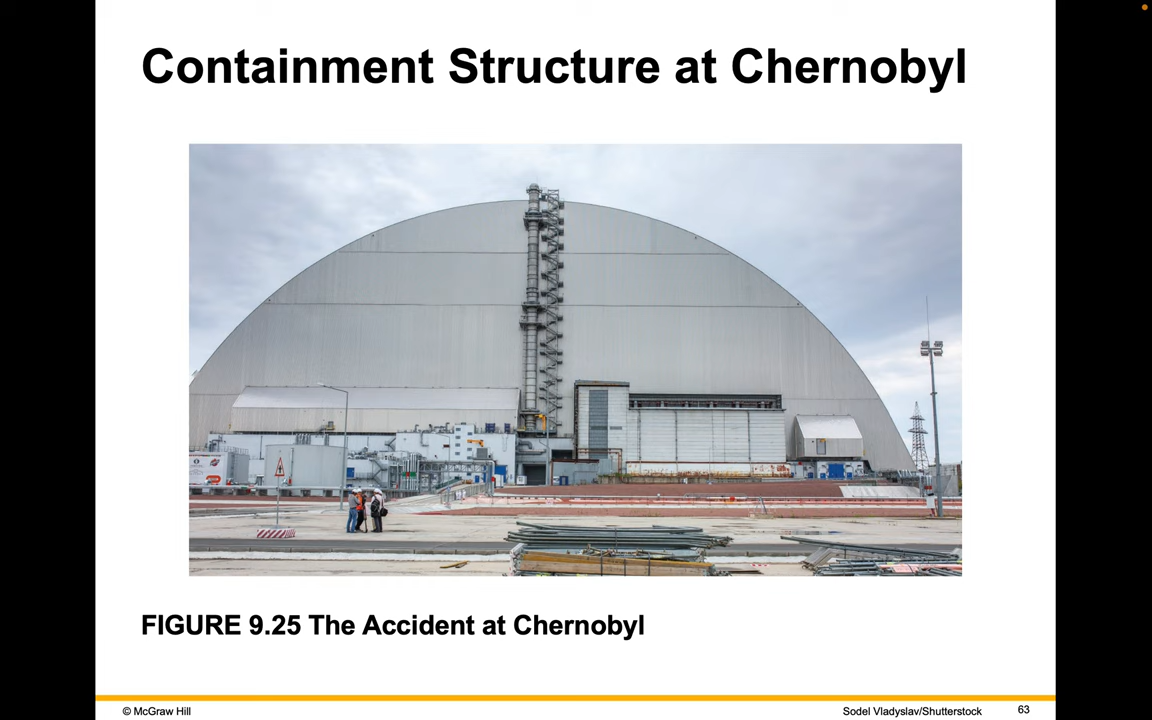 Containment Structure at Chernobyl
FIGURE 9.25 The Accident at Chernobyl
© McGraw Hill
Sodel Vladyslav/Shutterstock
63